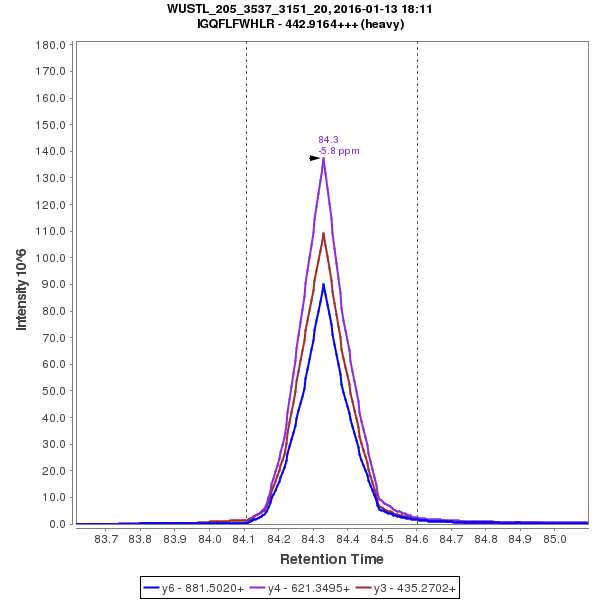 WUSTL_205_3537_3151_20, 2016-01-13 18:11
IGQFLFWHLR - 442.9164+++ (heavy)
180.0
170.0
160.0
150.0
140.0
130.0
120.0
110.0
100.0
90.0
80.0
70.0
60.0
50.0
40.0
30.0
20.0
10.0
0.0
Intensity 10^6
84.3
-5.8 ppm
83.7 83.8 83.9 84.0 84.1 84.2 84.3 84.4 84.5 84.6 84.7 84.8 84.9 85.0
Retention Time
y6 - 881.5020+ y4 - 621.3495+ y3 - 435.2702+